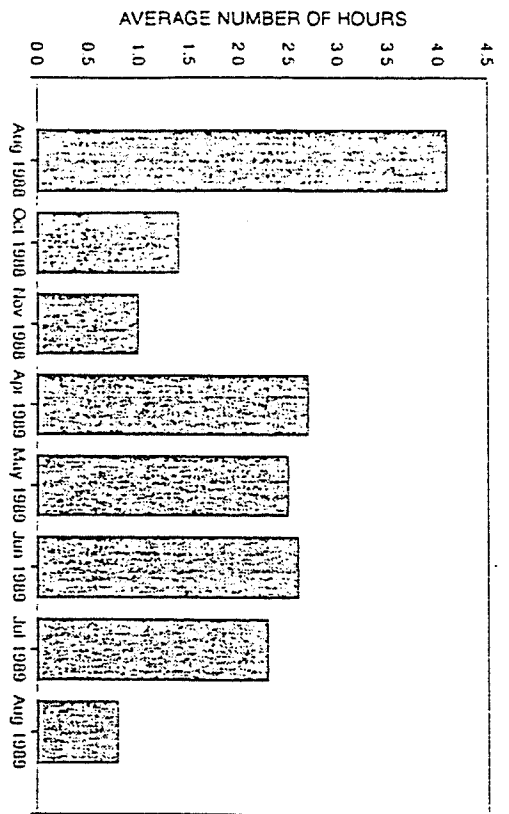 AVERAGE NUMBER OF HOURS
0.0
0.5
1.0
1.5
2.0
2.5
3.0
3.5
4.0
4.5
Aug 1988
Oct 1988
Nov 1988
Apr 1989
May 1989
Jun 1989
Jul 1989
Aug 1989